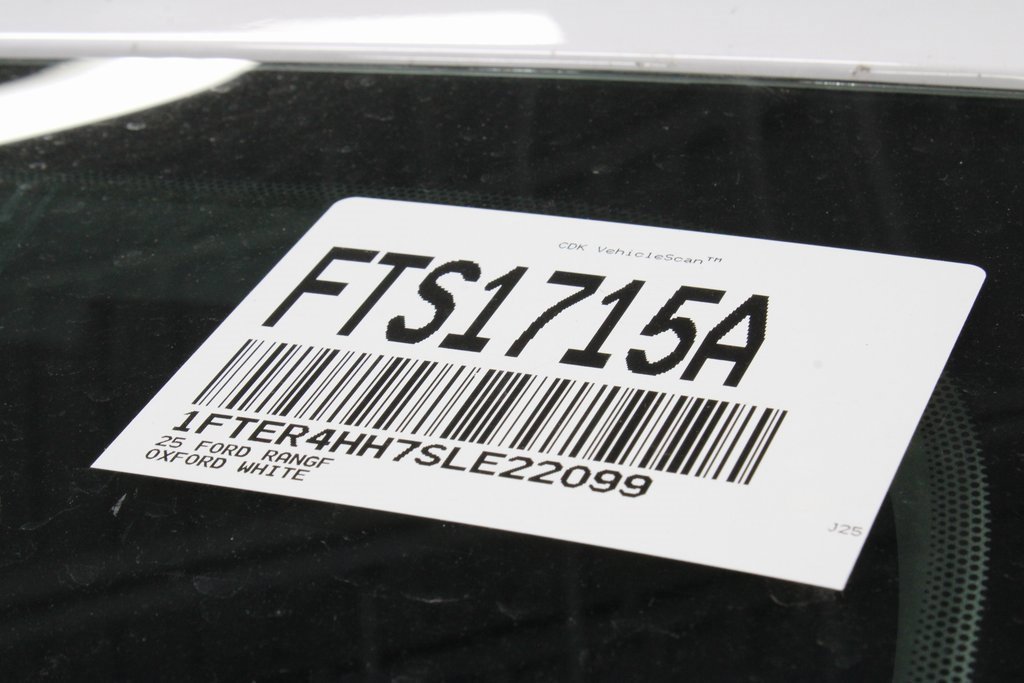 CDK VehicleScan™
FTS1715A
1FTER4HH7SLE22099
25 FORD RANGF
OXFORD WHITE
J25